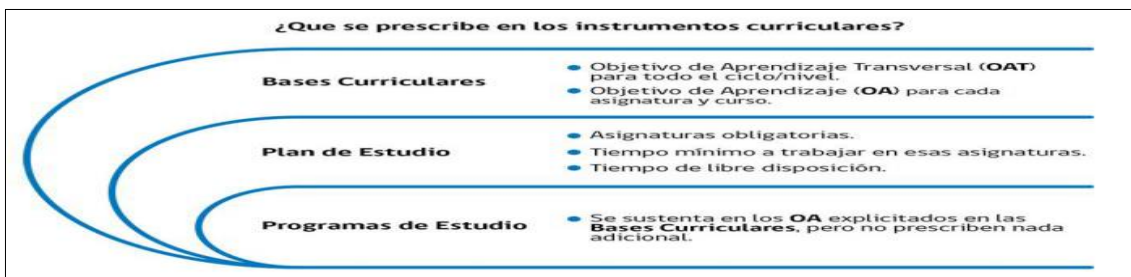 ¿Que se prescribe en los instrumentos curriculares?
Bases Curriculares
• Objetivo de Aprendizaje Transversal (OAT)
para todo el ciclo/nivel.
• Objetivo de Aprendizaje (OA) para cada
asignatura y curso.
Plan de Estudio
• Asignaturas obligatorias.
• Tiempo mínimo a trabajar en esas asignaturas.
• Tiempo de libre disposición.
Programas de Estudio
• Se sustenta en los OA explicitados en las
Bases Curriculares, pero no prescriben nada
adicional.